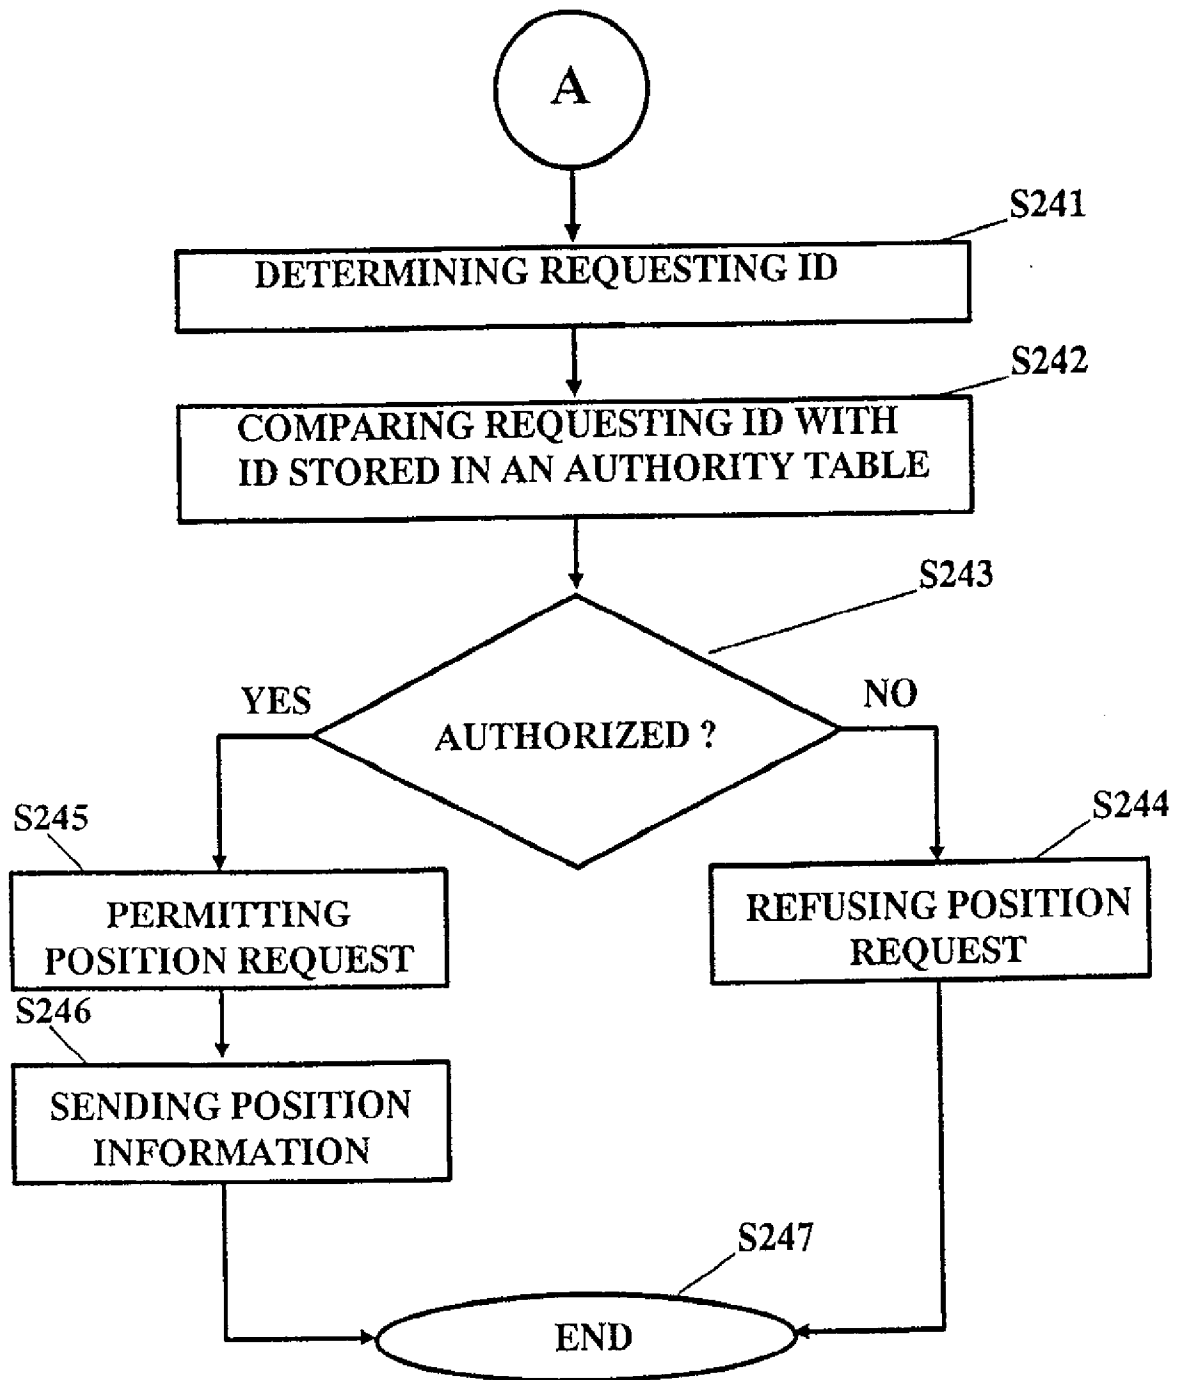 A
S241
DETERMINING REQUESTING ID
S242
COMPARING REQUESTING ID WITH
ID STORED IN AN AUTHORITY TABLE
S243
YES
NO
AUTHORIZED ?
S245
S244
PERMITTING
POSITION REQUEST
REFUSING POSITION
REQUEST
S246
SENDING POSITION
INFORMATION
S247
END